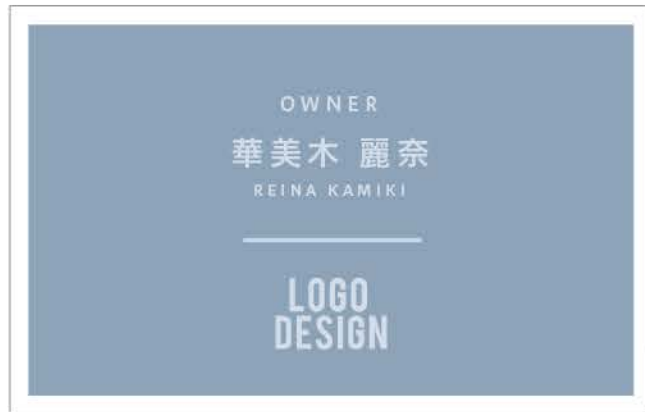 OWNER
華美木 麗奈
REINA KAMIKI
LOGO
DESIGN